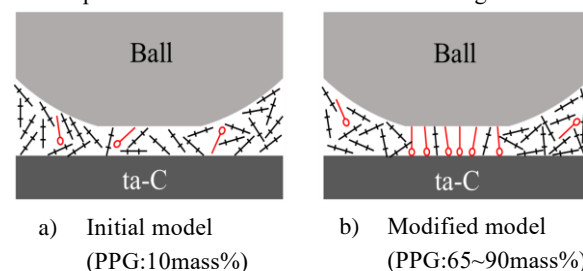 Ball
Ball
ta-C
ta-C
a) Initial model
(PPG:10mass%)
b) Modified model
(PPG:65~90mass%)